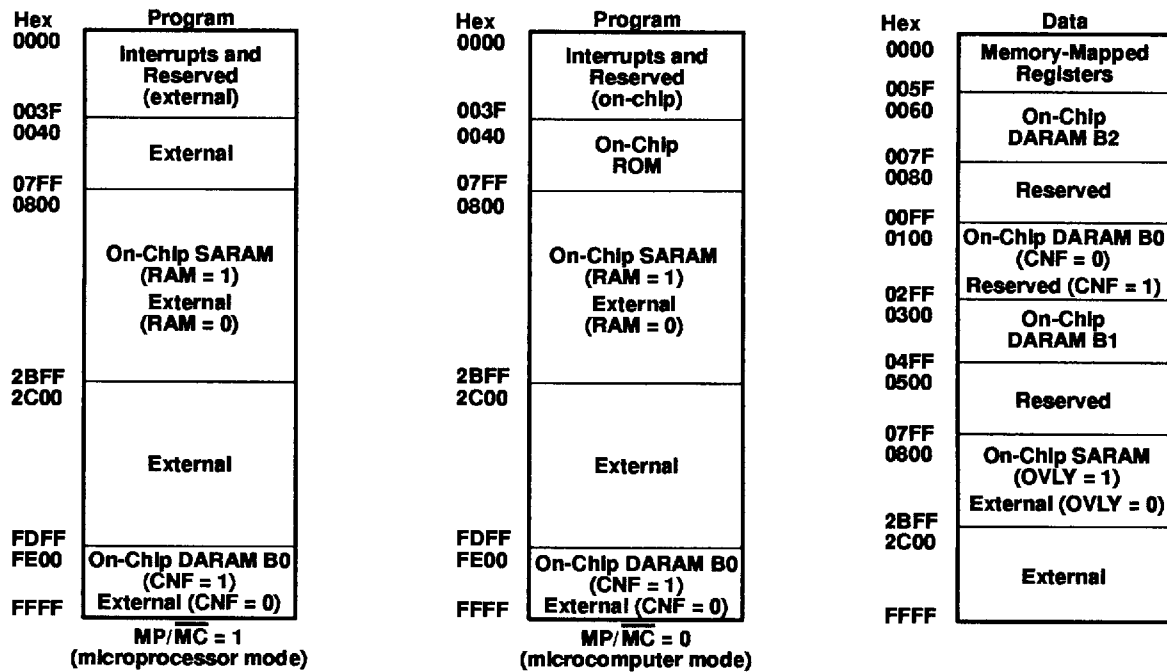 Hex
Program
0000
Interrupts and
Reserved
(external)
003F
0040
External
07FF
0800
On-Chip SARAM
(RAM = 1)
External
(RAM = 0)
2BFF
2C00
External
FDFF
FE00
On-Chip DARAM B0
(CNF = 1)
External (CNF = 0)
FFFF
MP/MC = 1
(microprocessor mode)
Hex
Program
0000
Interrupts and
Reserved
(on-chip)
003F
0040
On-Chip
ROM
07FF
0800
On-Chip SARAM
(RAM = 1)
External
(RAM = 0)
2BFF
2C00
External
FDFF
FE00
On-Chip DARAM B0
(CNF = 1)
External (CNF = 0)
FFFF
MP/MC = 0
(microcomputer mode)
Hex
Data
0000
Memory-Mapped
Registers
005F
0060
On-Chip
DARAM B2
007F
0080
Reserved
00FF
0100
On-Chip DARAM B0
(CNF = 0)
Reserved (CNF = 1)
02FF
0300
On-Chip
DARAM B1
04FF
0500
Reserved
07FF
0800
On-Chip SARAM
(OVLY = 1)
External (OVLY = 0)
2BFF
2C00
External
FFFF